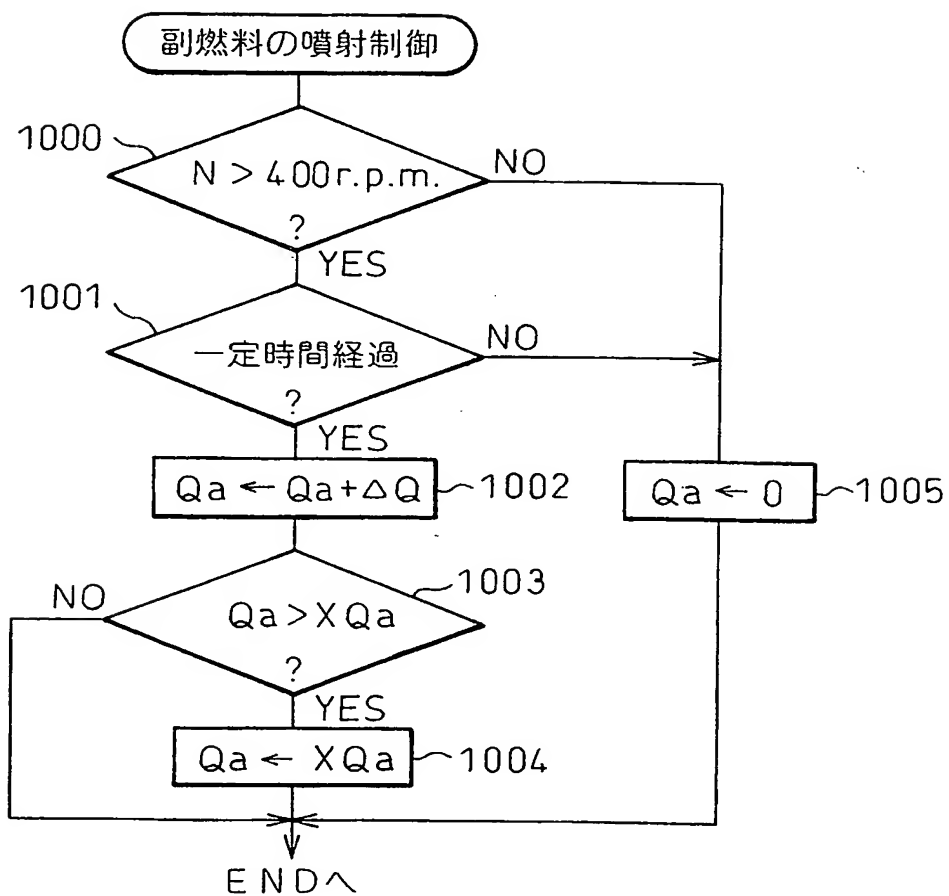 副燃料の噴射制御
1000
N > 400r.p.m.
?
NO
YES
1001
一定時間経過
?
NO
YES
Qa ← Qa+△Q
1002
Qa ← 0
1005
1003
NO
Qa>XQa
?
YES
Qa ← XQa
1004
ENDへ